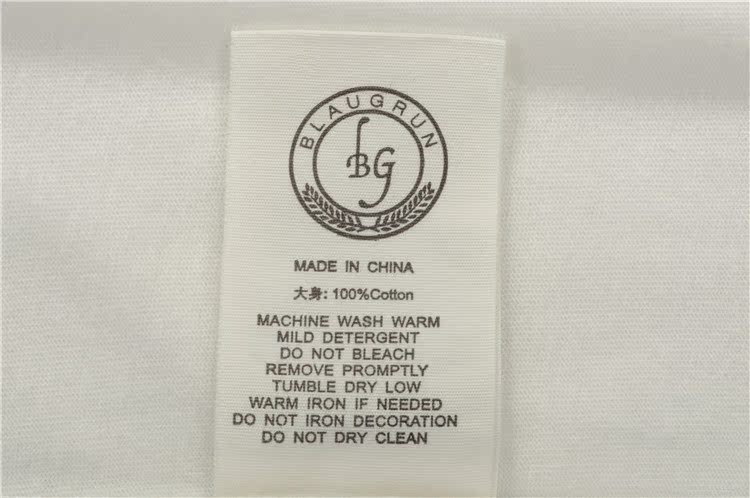 BLAUGRUN
BG
MADE IN CHINA
大身: 100%Cotton
MACHINE WASH WARM
MILD DETERGENT
DO NOT BLEACH
REMOVE PROMPTLY
TUMBLE DRY LOW
WARM IRON IF NEEDED
DO NOT IRON DECORATION
DO NOT DRY CLEAN